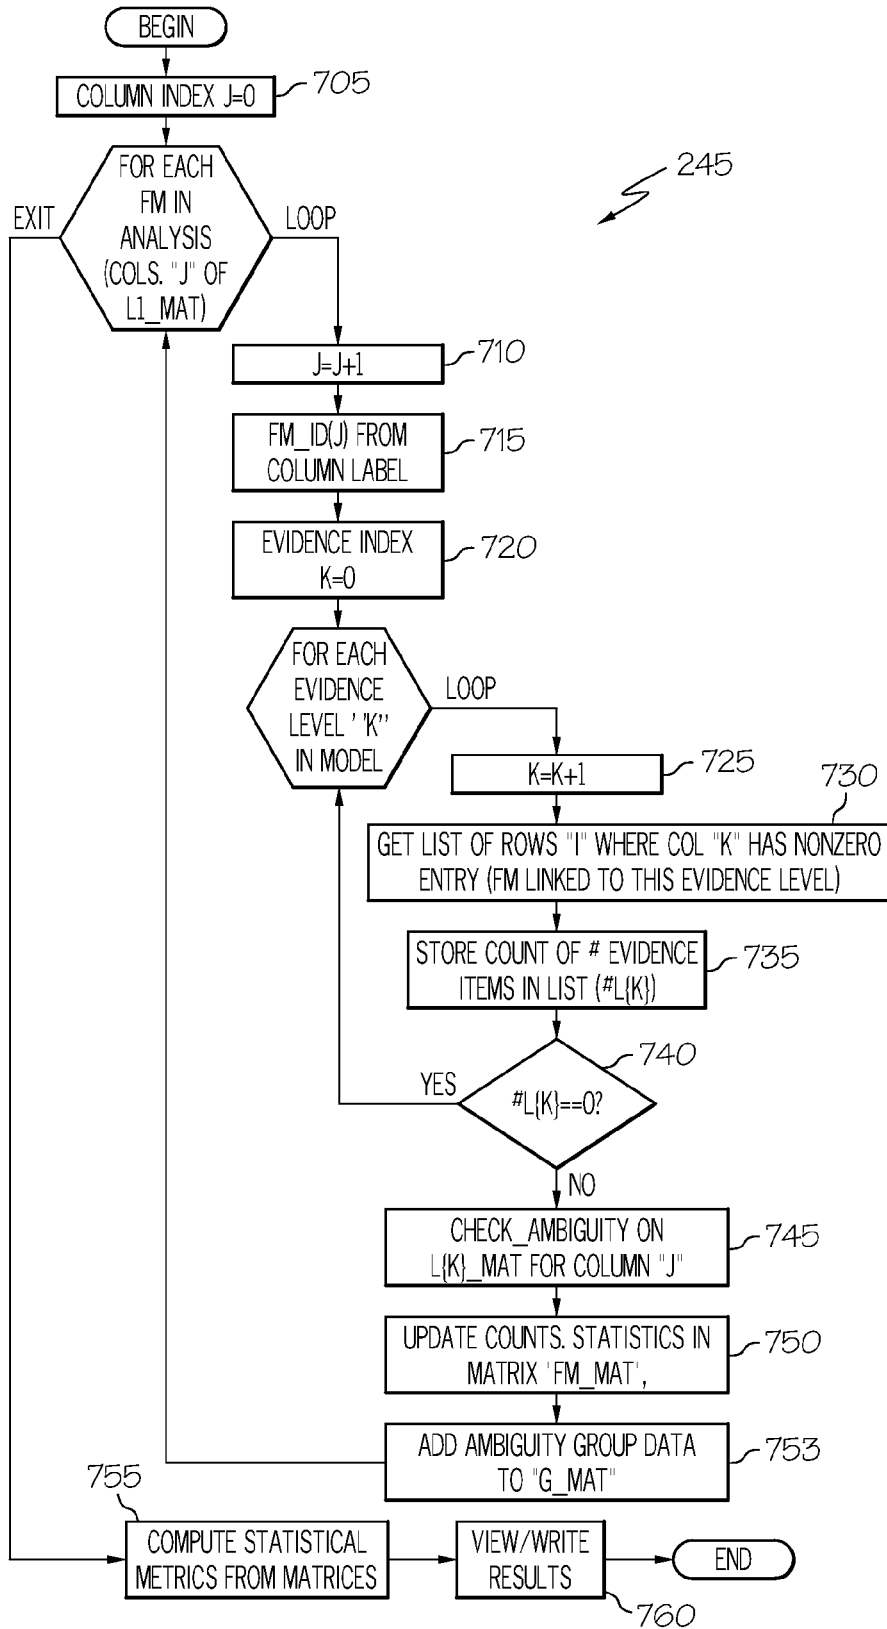 BEGIN
COLUMN INDEX J=0
705
FOR EACH
FM IN
ANALYSIS
(COLS. "J" OF
L1_MAT)
EXIT
LOOP
245
J=J+1
710
FM_ID(J) FROM
COLUMN LABEL
715
EVIDENCE INDEX
K=0
720
FOR EACH
EVIDENCE
LEVEL ' 'K''
IN MODEL
LOOP
K=K+1
725
730
GET LIST OF ROWS "I" WHERE COL "K" HAS NONZERO
ENTRY (FM LINKED TO THIS EVIDENCE LEVEL)
STORE COUNT OF # EVIDENCE
ITEMS IN LIST (#L{K})
735
740
#L{K}==0?
YES
NO
CHECK_AMBIGUITY ON
L{K}_MAT FOR COLUMN "J"
745
UPDATE COUNTS. STATISTICS IN
MATRIX 'FM_MAT',
750
ADD AMBIGUITY GROUP DATA
TO "G_MAT"
753
755
COMPUTE STATISTICAL
METRICS FROM MATRICES
VIEW/WRITE
RESULTS
760
END